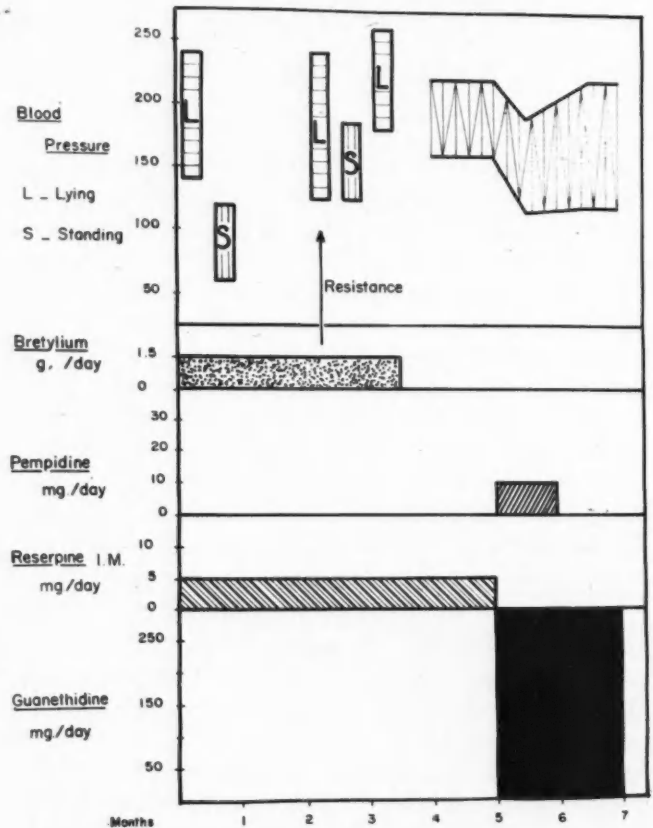 250
200
150
100
50
Blood
Pressure
L _ Lying
S _ Standing
L
S
L
S
L
Resistance
Bretylium
g. /day
1.5
0
Pempidine
mg /day
30
20
10
0
Reserpine I.M.
mg /day
10
5
0
Guanethidine
mg./day
250
150
50
Months
1
2
3
4
5
6
7